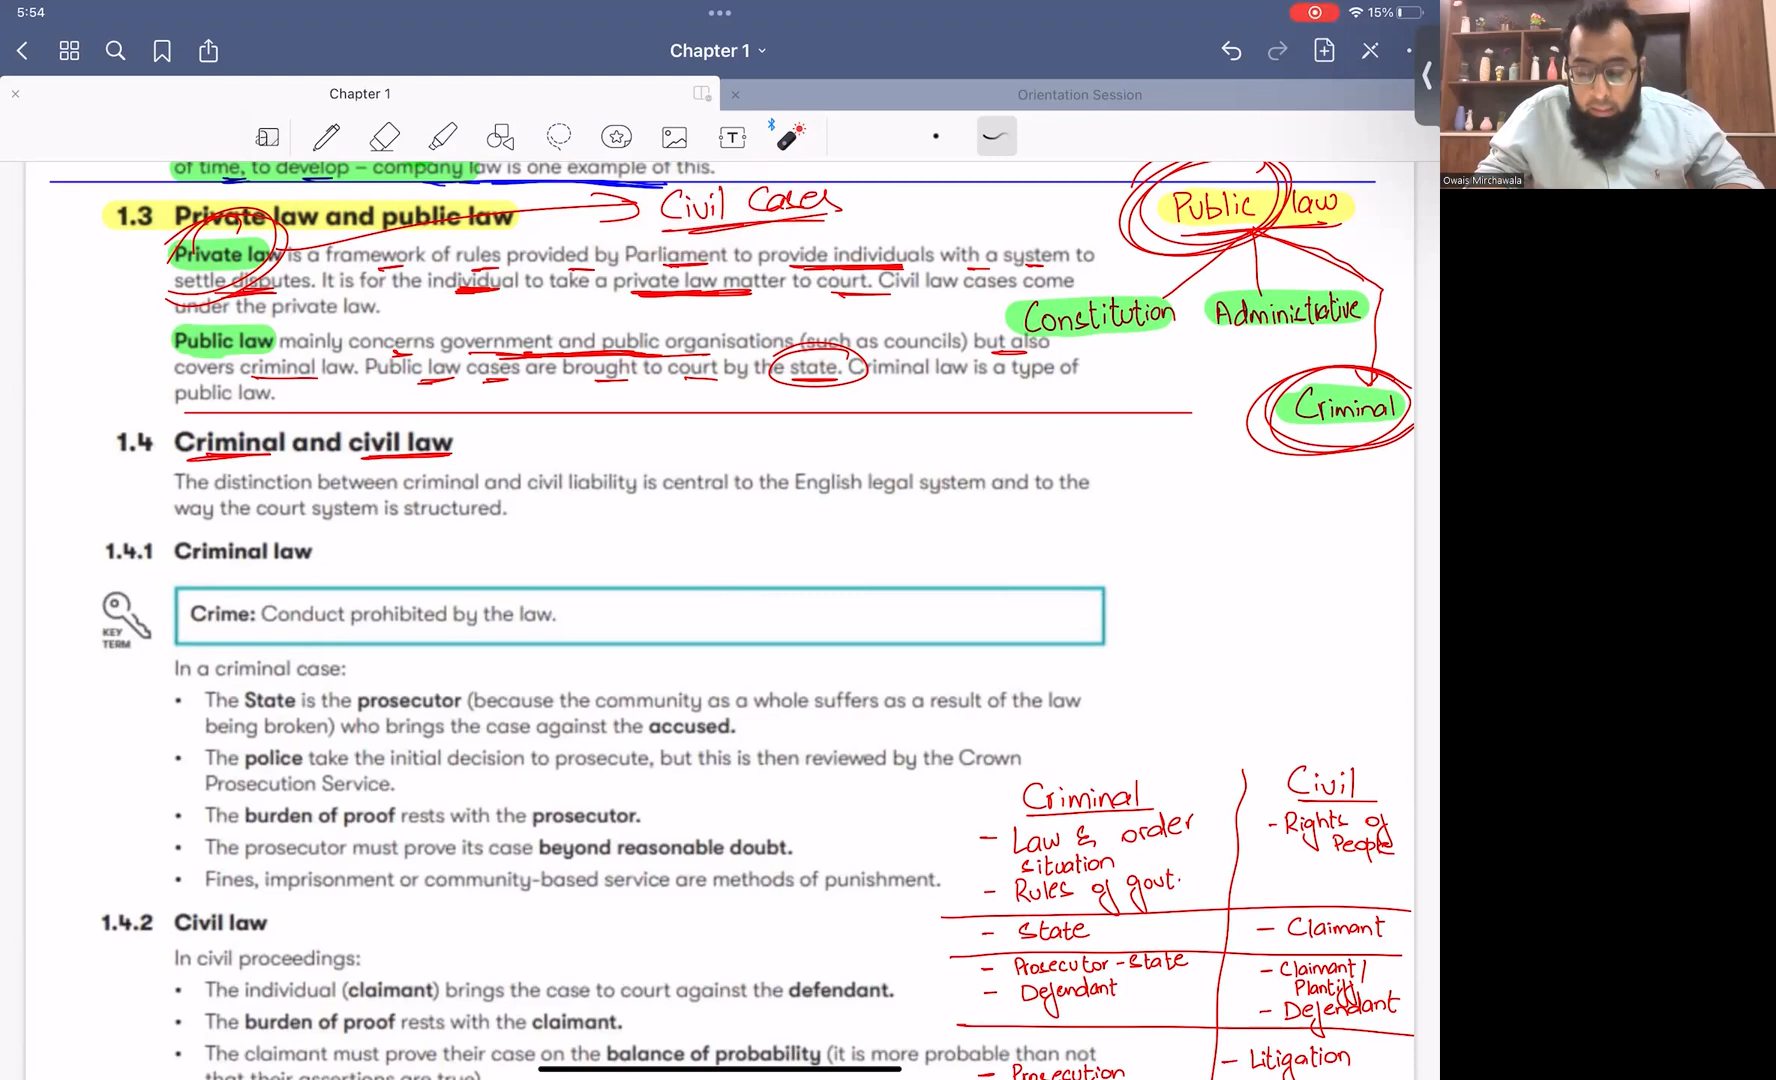 5:54
15%
Chapter 1
Chapter 1
Orientation Session
T
of time, to develop – company law is one example of this.
1.3 Private law and public law
Civil Cases
Public law
Private law is a framework of rules provided by Parliament to provide individuals with a system to
settle disputes. It is for the individual to take a private law matter to court. Civil law cases come
under the private law.
Constitution
Administrative
Public law mainly concerns government and public organisations (such as councils) but also
covers criminal law. Public law cases are brought to court by the state. Criminal law is a type of
public law.
Criminal
1.4 Criminal and civil law
The distinction between criminal and civil liability is central to the English legal system and to the
way the court system is structured.
1.4.1 Criminal law
KEY
TERM
Crime: Conduct prohibited by the law.
In a criminal case:
• The State is the prosecutor (because the community as a whole suffers as a result of the law
being broken) who brings the case against the accused.
• The police take the initial decision to prosecute, but this is then reviewed by the Crown
Prosecution Service.
• The burden of proof rests with the prosecutor.
• The prosecutor must prove its case beyond reasonable doubt.
• Fines, imprisonment or community-based service are methods of punishment.
1.4.2 Civil law
In civil proceedings:
• The individual (claimant) brings the case to court against the defendant.
• The burden of proof rests with the claimant.
• The claimant must prove their case on the balance of probability (it is more probable than not
that their assertions are true)
Criminal
- Law & order
situation
- Rules of govt.
- State
- Prosecutor - State
- Defendant
- Prosecution
Civil
- Rights of
People
- Claimant
- Claimant /
Plantiff
- Defendant
- Litigation
Owais Mirchawala